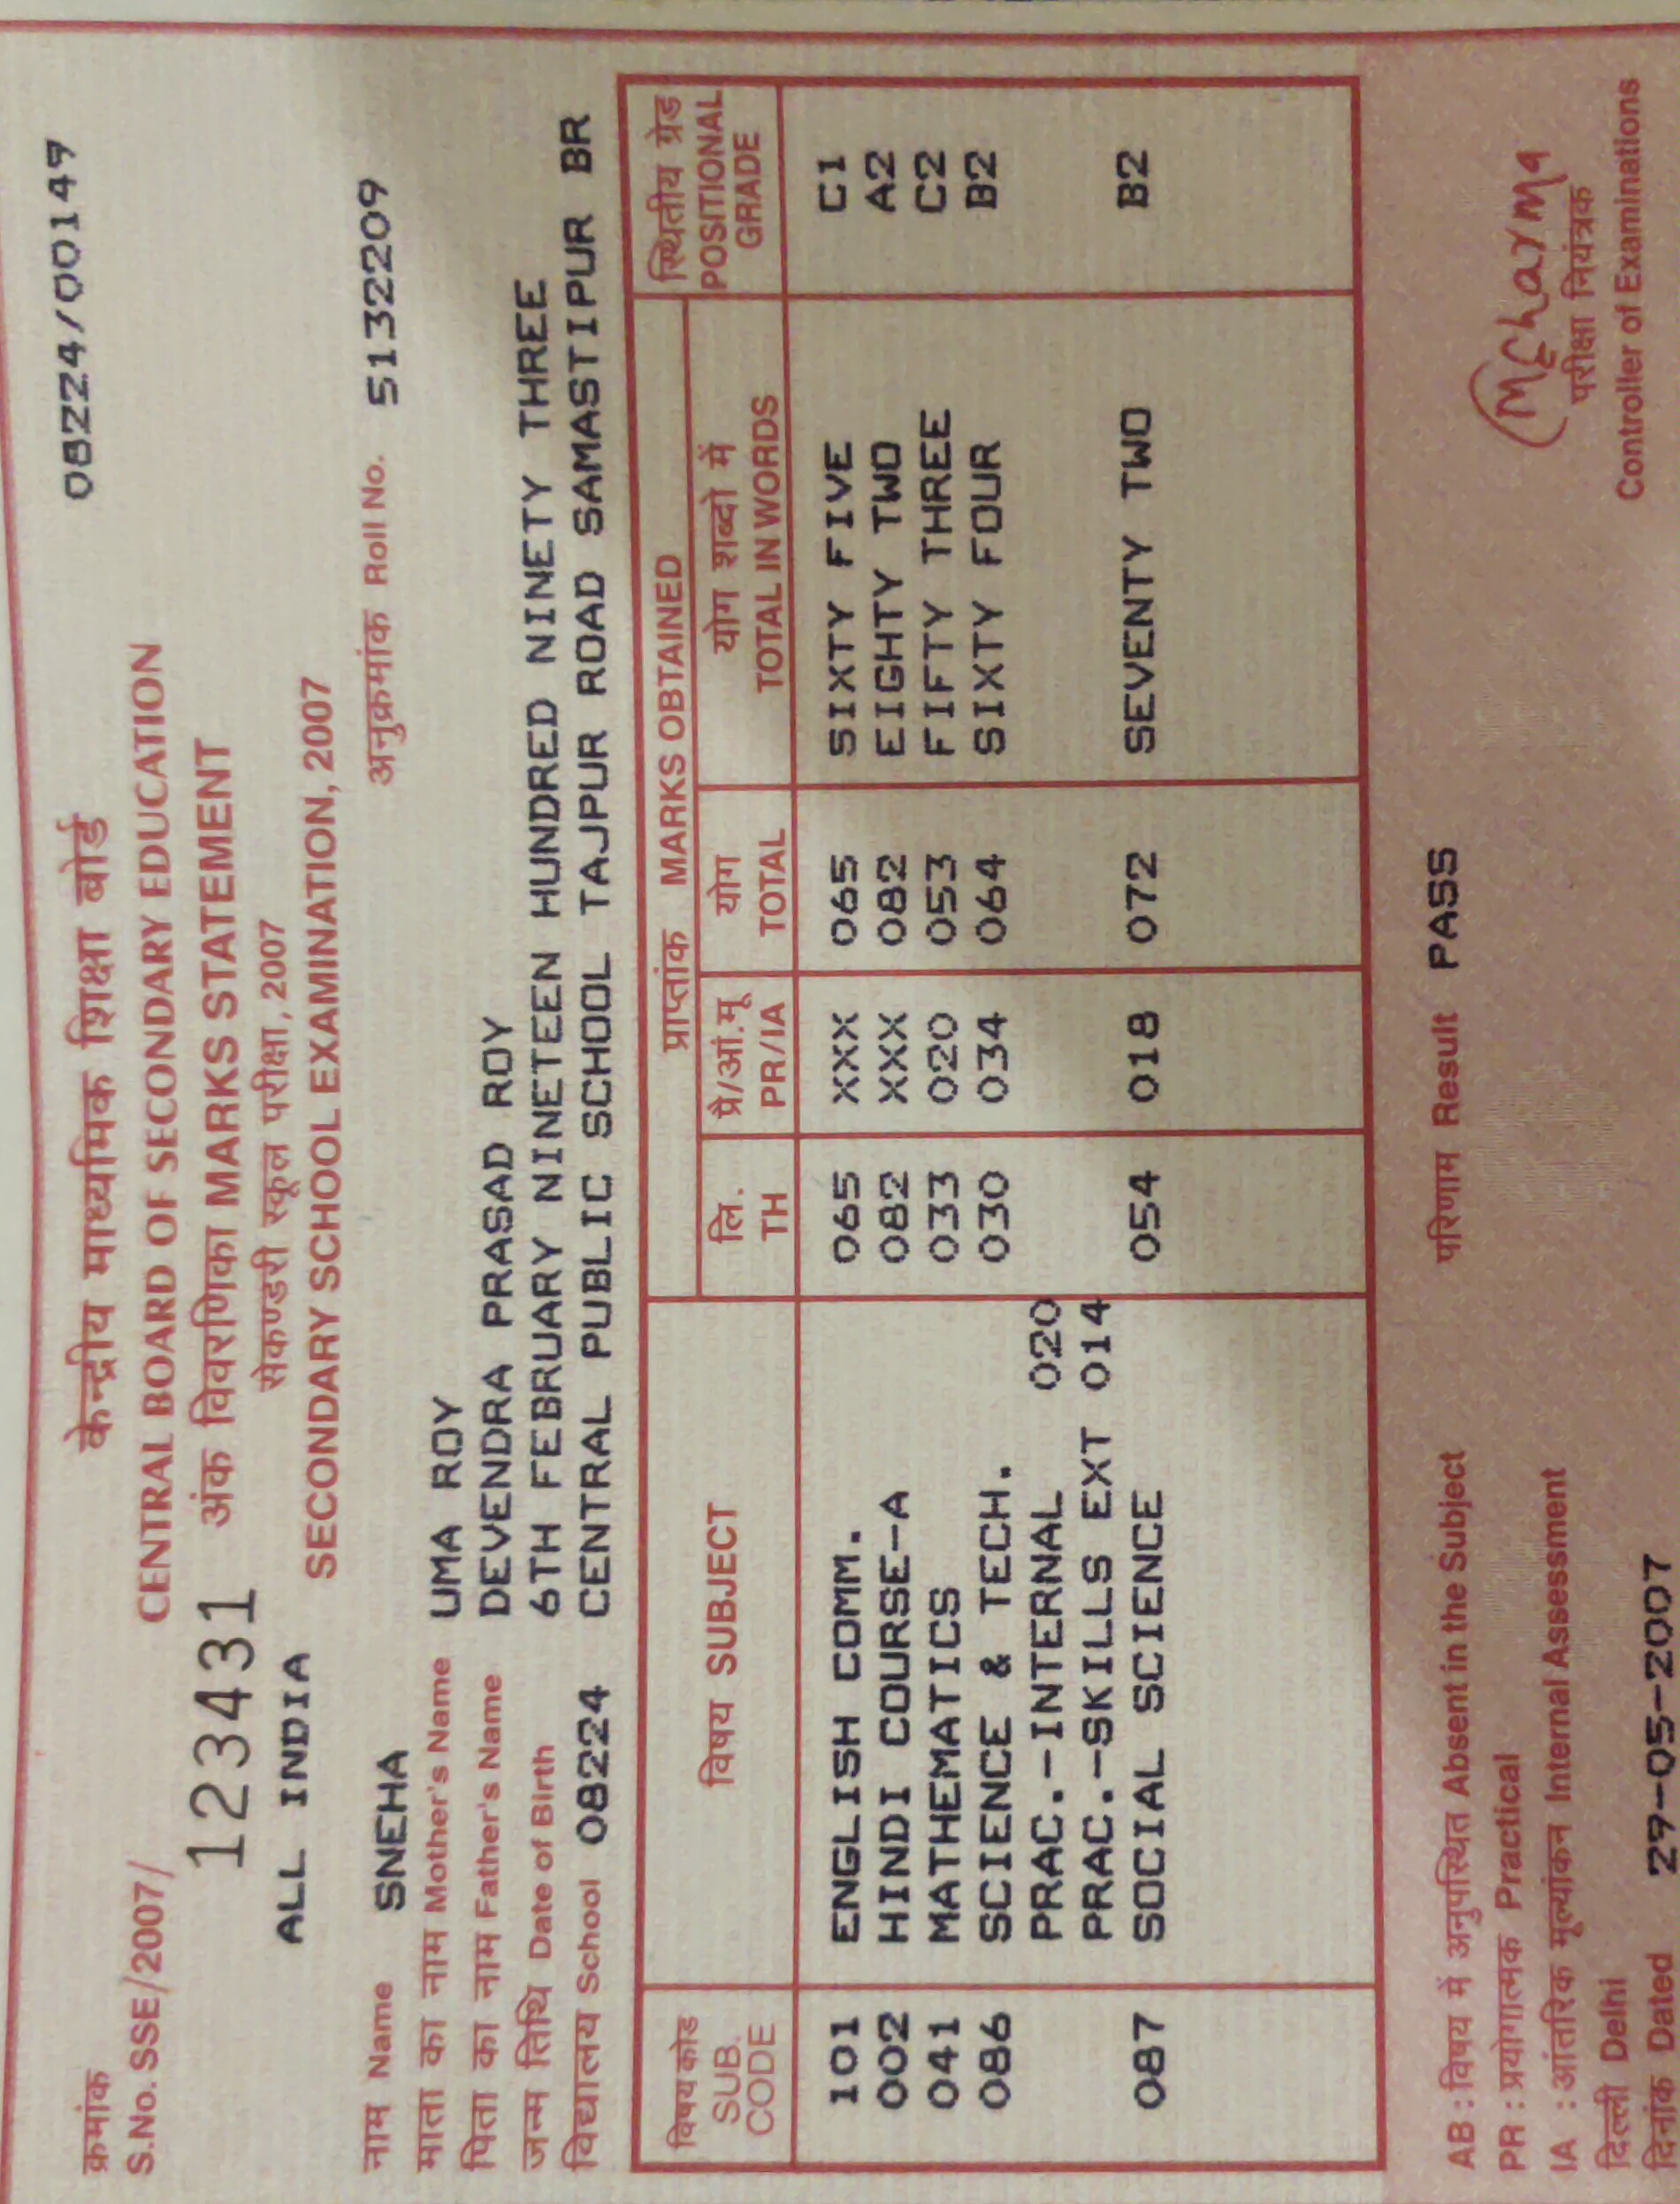 क्रमांक
S.No. SSE/2007/
08224/00147
केन्द्रीय माध्यमिक शिक्षा बोर्ड
CENTRAL BOARD OF SECONDARY EDUCATION
123431 अंक विवरणिका MARKS STATEMENT
सेकण्डरी स्कूल परीक्षा, 2007
ALL INDIA SECONDARY SCHOOL EXAMINATION, 2007
नाम Name SNEHA अनुक्रमांक Roll No. 5132209
माता का नाम Mother's Name UMA ROY
पिता का नाम Father's Name DEVENDRA PRASAD ROY
जन्म तिथि Date of Birth 6TH FEBRUARY NINETEEN HUNDRED NINETY THREE
विद्यालय School 08224 CENTRAL PUBLIC SCHOOL TAJPUR ROAD SAMASTIPUR BR
विषय कोड SUB. CODE विषय SUBJECT प्राप्तांक MARKS OBTAINED स्थितीय ग्रेड POSITIONAL GRADE
लि. TH प्रै/आं.मू PR/IA योग TOTAL योग शब्दो में TOTAL IN WORDS
101 ENGLISH COMM. 065 XXX 065 SIXTY FIVE C1
002 HINDI COURSE-A 082 XXX 082 EIGHTY TWO A2
041 MATHEMATICS 033 020 053 FIFTY THREE C2
086 SCIENCE & TECH. 030 034 064 SIXTY FOUR B2
PRAC.-INTERNAL 020
PRAC.-SKILLS EXT 014
087 SOCIAL SCIENCE 054 018 072 SEVENTY TWO B2
परिणाम Result PASS
AB : विषय में अनुपस्थित Absent in the Subject
PR : प्रयोगात्मक Practical
IA : आंतरिक मूल्यांकन Internal Assessment
दिल्ली Delhi
दिनांक Dated 29-05-2007
MSharma
परीक्षा नियंत्रक
Controller of Examinations